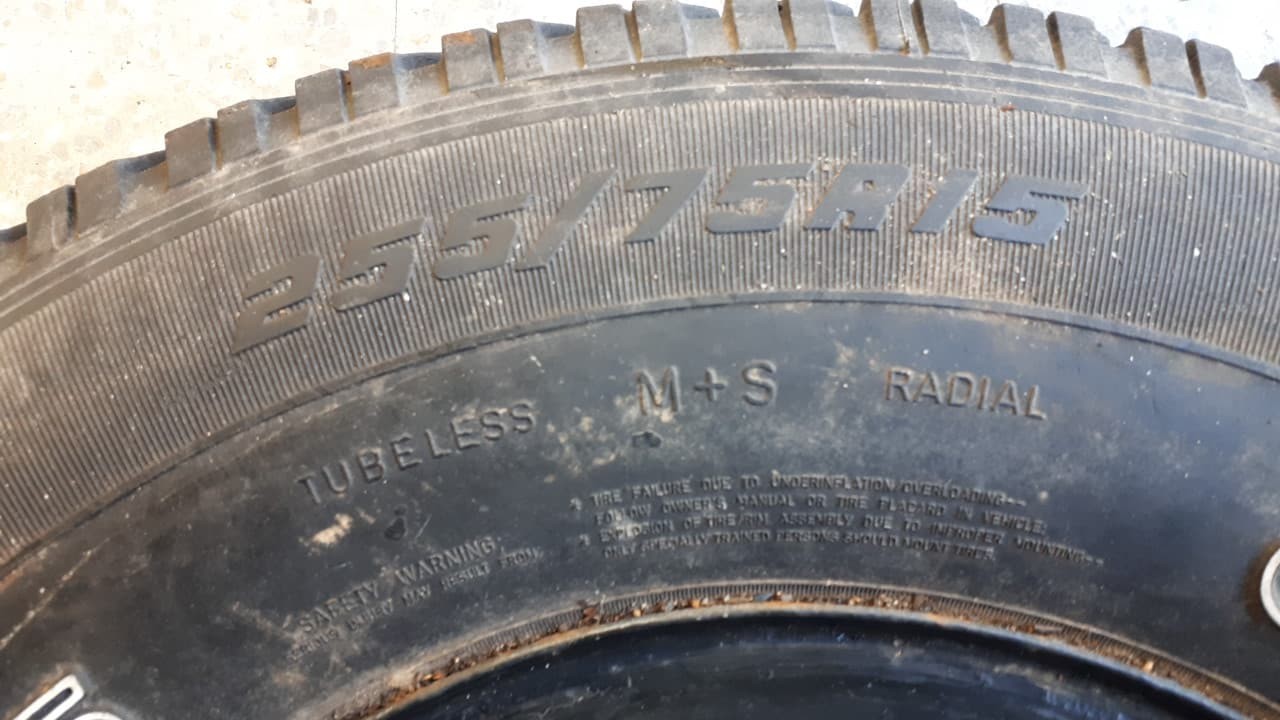 255/75R15
TUBELESS
M+S
RADIAL
SAFETY WARNING
SERIOUS INJURY MAY RESULT FROM:
TIRE FAILURE DUE TO UNDERINFLATION/OVERLOADING---
FOLLOW OWNER'S MANUAL OR TIRE PLACARD IN VEHICLE.
EXPLOSION OF TIRE/RIM ASSEMBLY DUE TO IMPROPER MOUNTING---
ONLY SPECIALLY TRAINED PERSONS SHOULD MOUNT TIRES.